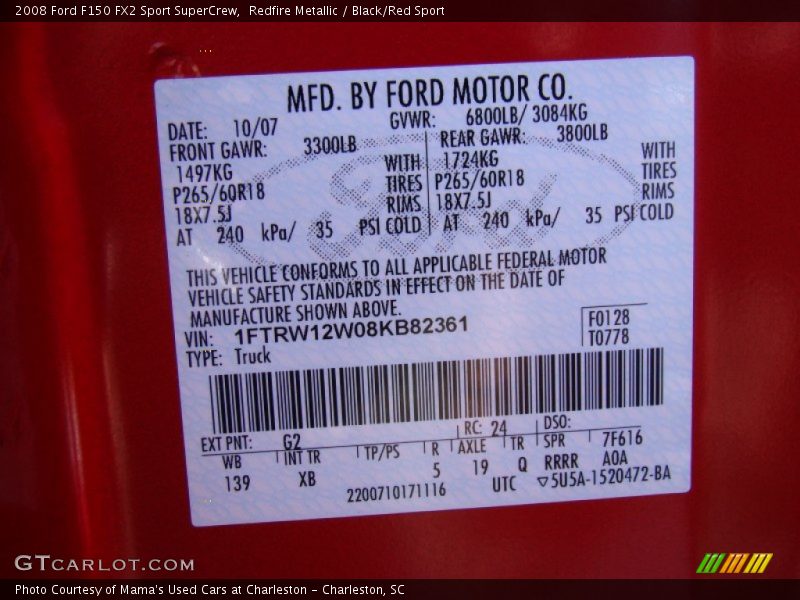 2008 Ford F150 FX2 Sport SuperCrew,  Redfire Metallic / Black/Red Sport
MFD. BY FORD MOTOR CO.
DATE: 10/07 GVWR: 6800LB/ 3084KG
FRONT GAWR: 3300LB REAR GAWR: 3800LB
1497KG WITH 1724KG WITH
P265/60R18 TIRES P265/60R18 TIRES
18X7.5J RIMS 18X7.5J RIMS
AT 240 kPa/ 35 PSI COLD AT 240 kPa/ 35 PSI COLD
Ford
THIS VEHICLE CONFORMS TO ALL APPLICABLE FEDERAL MOTOR
VEHICLE SAFETY STANDARDS IN EFFECT ON THE DATE OF
MANUFACTURE SHOWN ABOVE.
VIN: 1FTRW12W08KB82361 F0128
TYPE: Truck T0778
EXT PNT: G2 RC: 24 DSO:
WB INT TR TP/PS R AXLE TR SPR 7F616
139 XB 5 19 Q RRRR AOA
2200710171116 UTC ▽5U5A-1520472-BA
GTCARLOT.COM
Photo Courtesy of Mama's Used Cars at Charleston - Charleston, SC